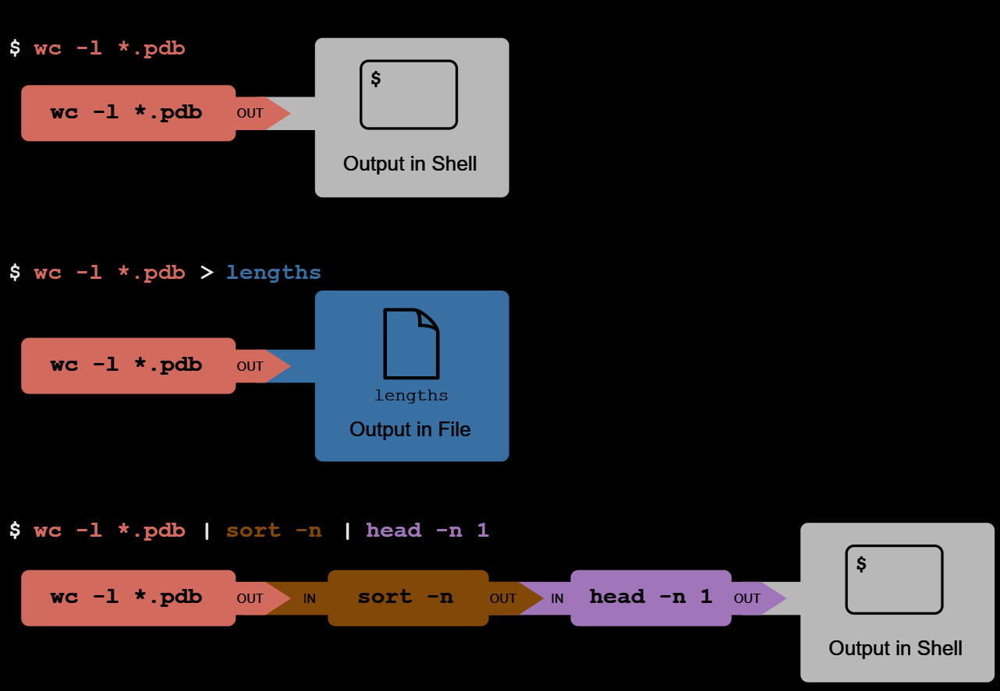 $ wc -l *.pdb
wc -l *.pdb OUT
$
Output in Shell
$ wc -l *.pdb > lengths
wc -l *.pdb OUT
lengths
Output in File
$ wc -l *.pdb | sort -n | head -n 1
wc -l *.pdb OUT IN sort -n OUT IN head -n 1 OUT
$
Output in Shell